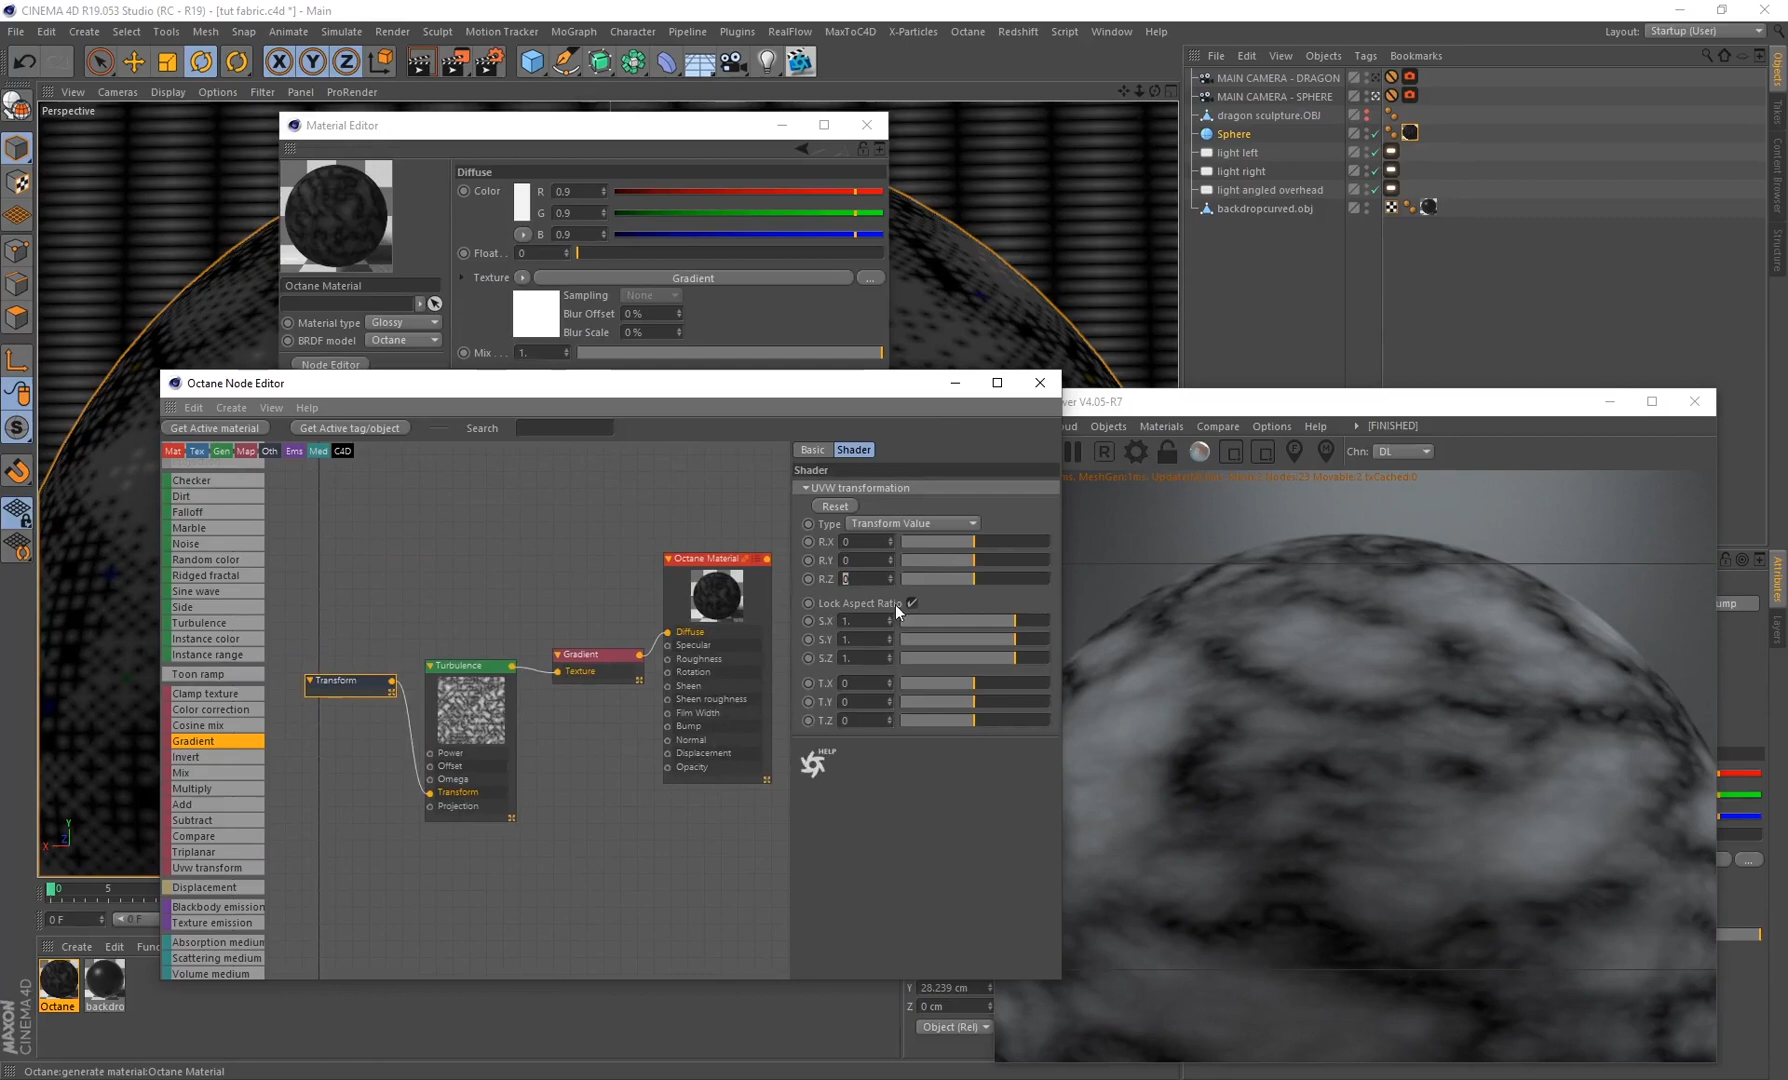 CINEMA 4D R19.053 Studio (RC - R19) - [tut fabric.c4d *] - Main
File Edit Create Select Tools Mesh Snap Animate Simulate Render Sculpt Motion Tracker MoGraph Character Pipeline Plugins RealFlow MaxToC4D X-Particles Octane Redshift Script Window Help
Layout: Startup (User)
File Edit View Objects Tags Bookmarks
View Cameras Display Options Filter Panel ProRender
Perspective
MAIN CAMERA - DRAGON
MAIN CAMERA - SPHERE
dragon sculpture.OBJ
Sphere
light left
light right
light angled overhead
backdropcurved.obj
Objects
Takes
Content Browser
Structure
Attributes
Layers
Material Editor
Diffuse
Color R 0.9
G 0.9
B 0.9
Float. . 0
Texture Gradient ...
Sampling None
Blur Offset 0 %
Blur Scale 0 %
Mix . . . 1.
Octane Material
Material type Glossy
BRDF model Octane
Node Editor
Octane Node Editor
Edit Create View Help
Get Active material Get Active tag/object Search
Mat Tex Gen Map Oth Ems Med C4D
Checker
Dirt
Falloff
Marble
Noise
Random color
Ridged fractal
Sine wave
Side
Turbulence
Instance color
Instance range
Toon ramp
Clamp texture
Color correction
Cosine mix
Gradient
Invert
Mix
Multiply
Add
Subtract
Compare
Triplanar
Uvw transform
Displacement
Blackbody emission
Texture emission
Absorption medium
Scattering medium
Volume medium
Transform
Turbulence
Power
Offset
Omega
Transform
Projection
Gradient
Texture
Octane Material
Diffuse
Specular
Roughness
Rotation
Sheen
Sheen roughness
Film Width
Bump
Normal
Displacement
Opacity
Basic Shader
Shader
UVW transformation
Reset
Type Transform Value
R.X 0
R.Y 0
R.Z 0
Lock Aspect Ratio
S.X 1.
S.Y 1.
S.Z 1.
T.X 0
T.Y 0
T.Z 0
HELP
ver V4.05-R7
oud Objects Materials Compare Options Help [FINISHED]
Chn: DL
ump
...
Y
Z
X
0 5
0 F 0 F
Create Edit Func
Octane backdro
Y 28.239 cm
Z 0 cm
Object (Rel)
MAXON
CINEMA 4D
Octane:generate material:Octane Material